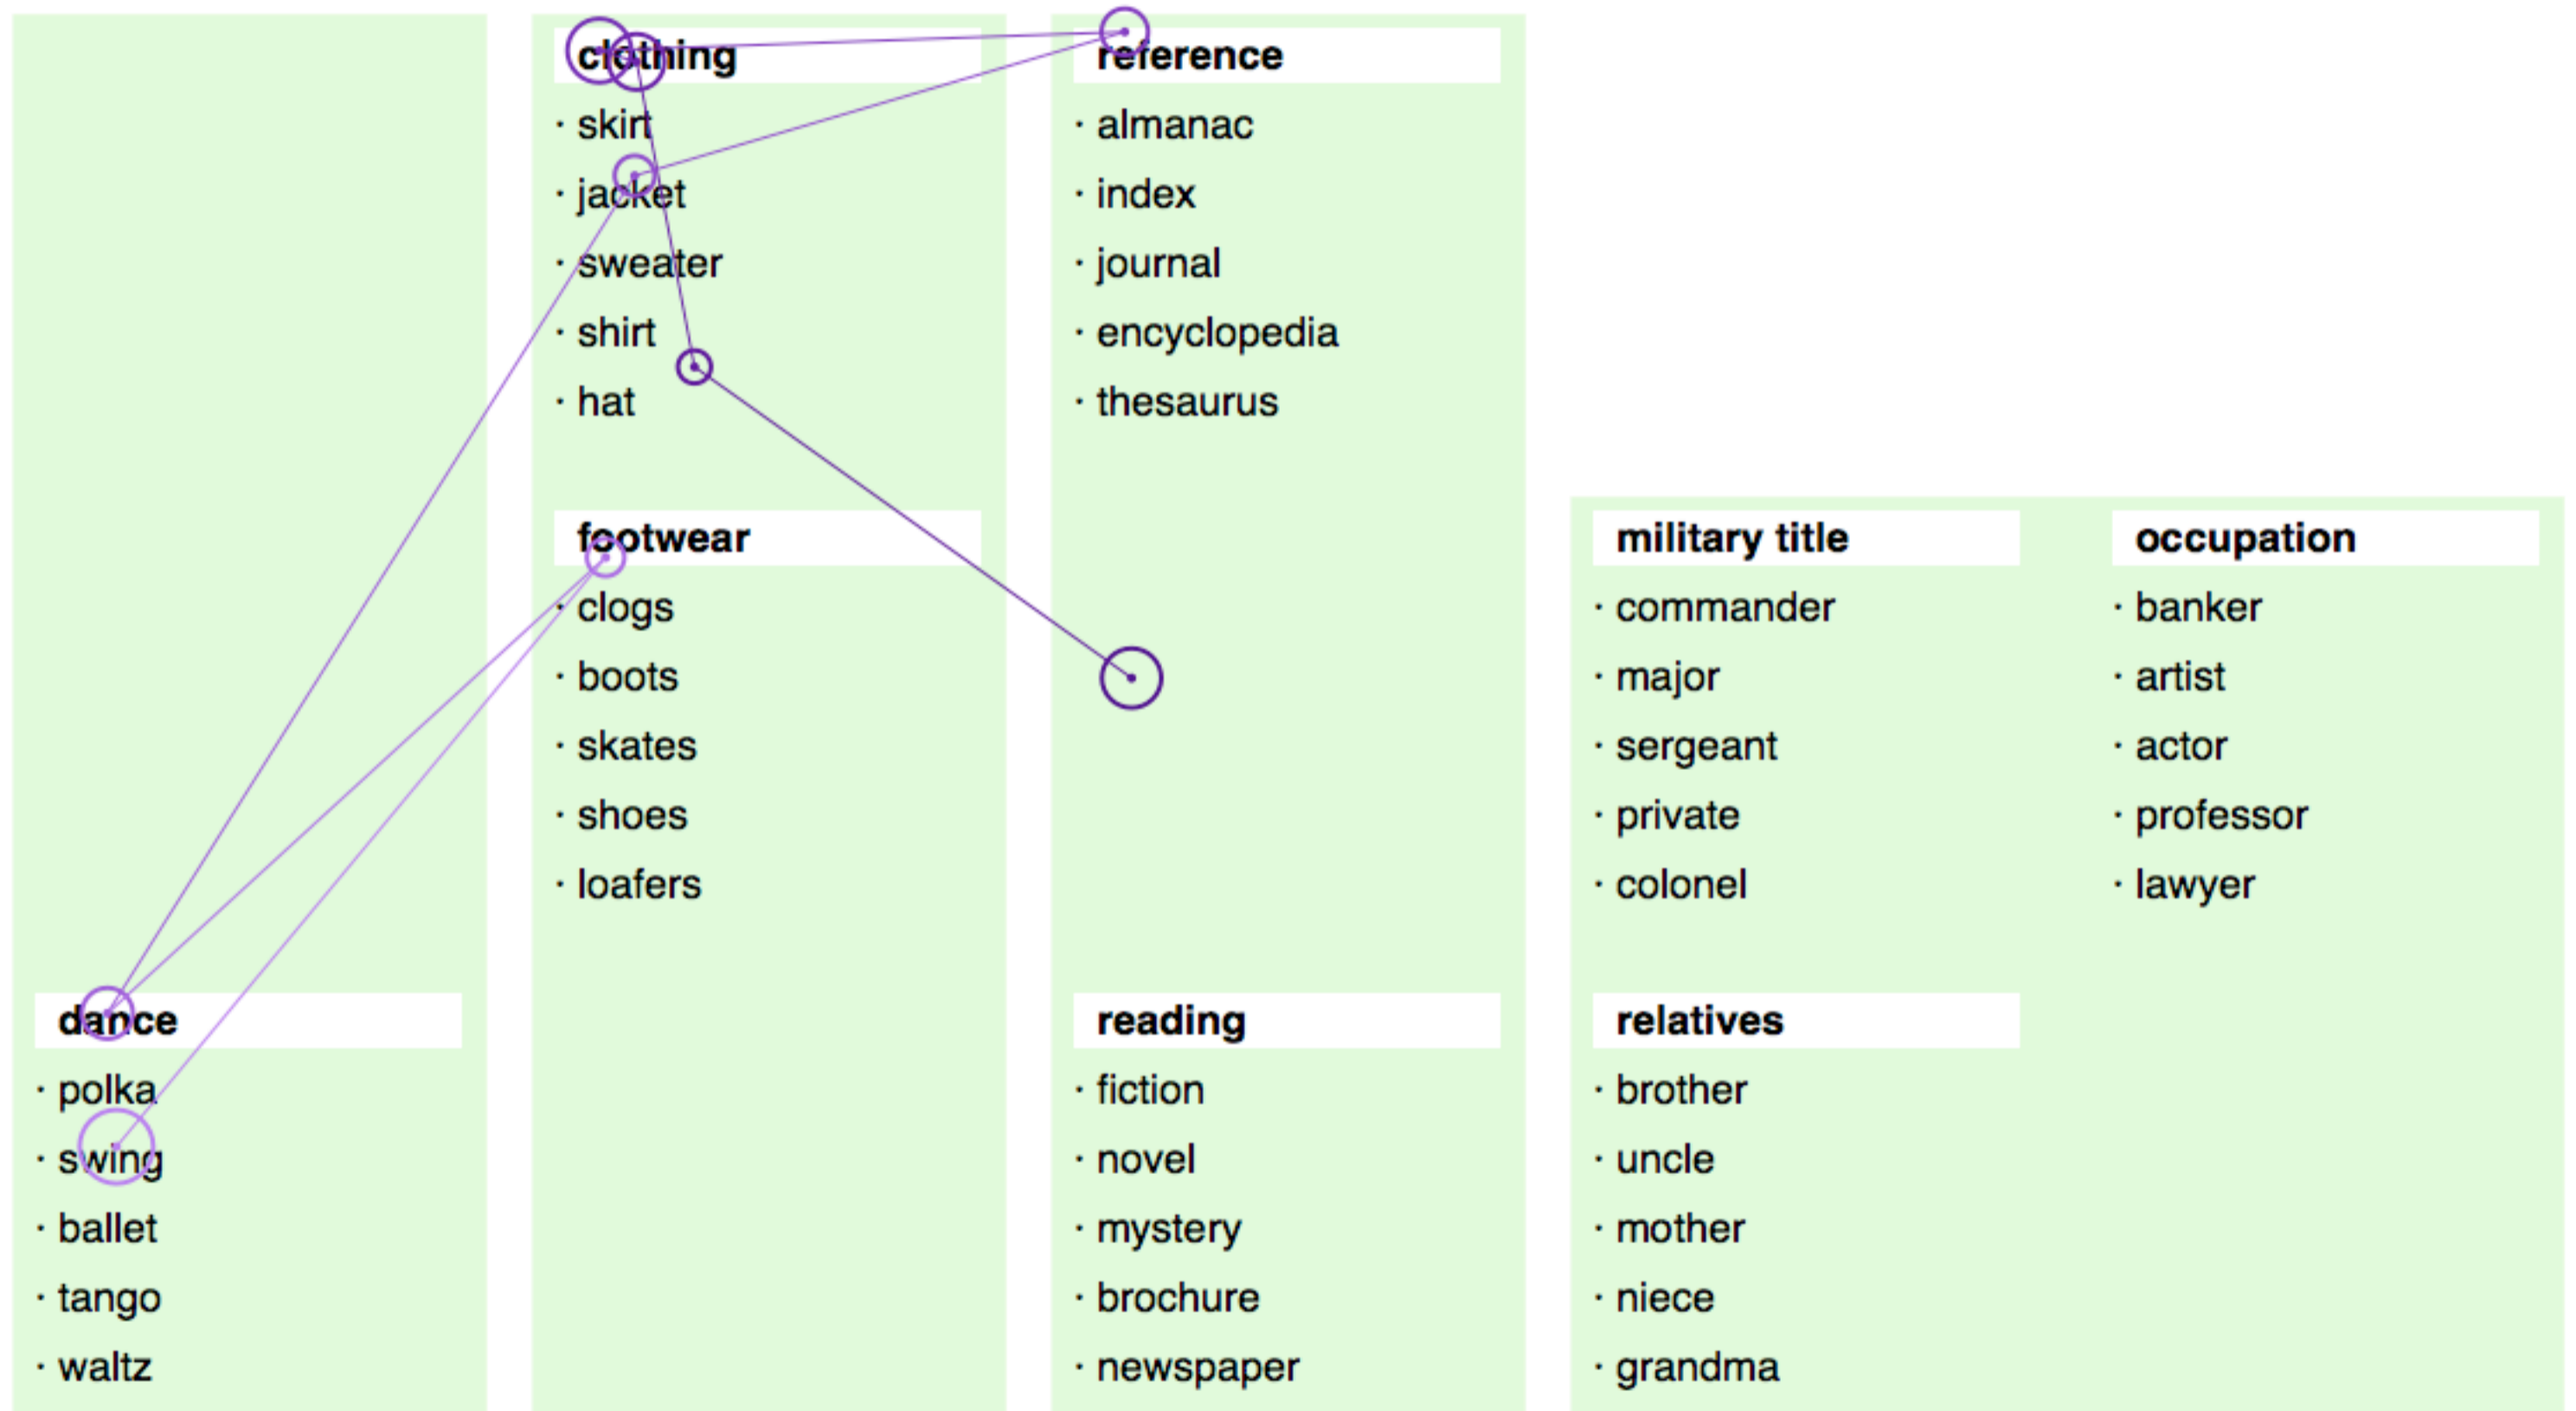 clothing
· skirt
· jacket
· sweater
· shirt
· hat
reference
· almanac
· index
· journal
· encyclopedia
· thesaurus
footwear
· clogs
· boots
· skates
· shoes
· loafers
military title
· commander
· major
· sergeant
· private
· colonel
occupation
· banker
· artist
· actor
· professor
· lawyer
dance
· polka
· swing
· ballet
· tango
· waltz
reading
· fiction
· novel
· mystery
· brochure
· newspaper
relatives
· brother
· uncle
· mother
· niece
· grandma